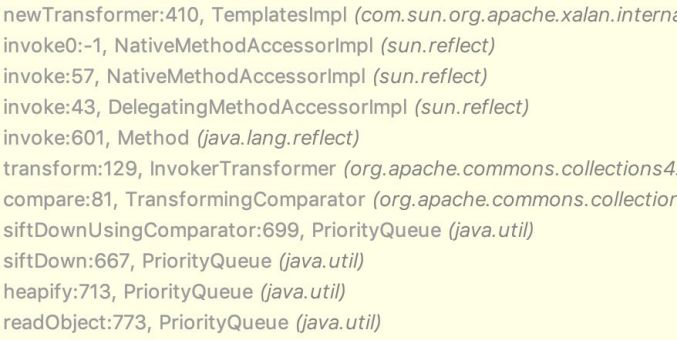 newTransformer:410, TemplatesImpl (com.sun.org.apache.xalan.interna
invoke0:-1, NativeMethodAccessorImpl (sun.reflect)
invoke:57, NativeMethodAccessorImpl (sun.reflect)
invoke:43, DelegatingMethodAccessorImpl (sun.reflect)
invoke:601, Method (java.lang.reflect)
transform:129, InvokerTransformer (org.apache.commons.collections4.
compare:81, TransformingComparator (org.apache.commons.collection
siftDownUsingComparator:699, PriorityQueue (java.util)
siftDown:667, PriorityQueue (java.util)
heapify:713, PriorityQueue (java.util)
readObject:773, PriorityQueue (java.util)